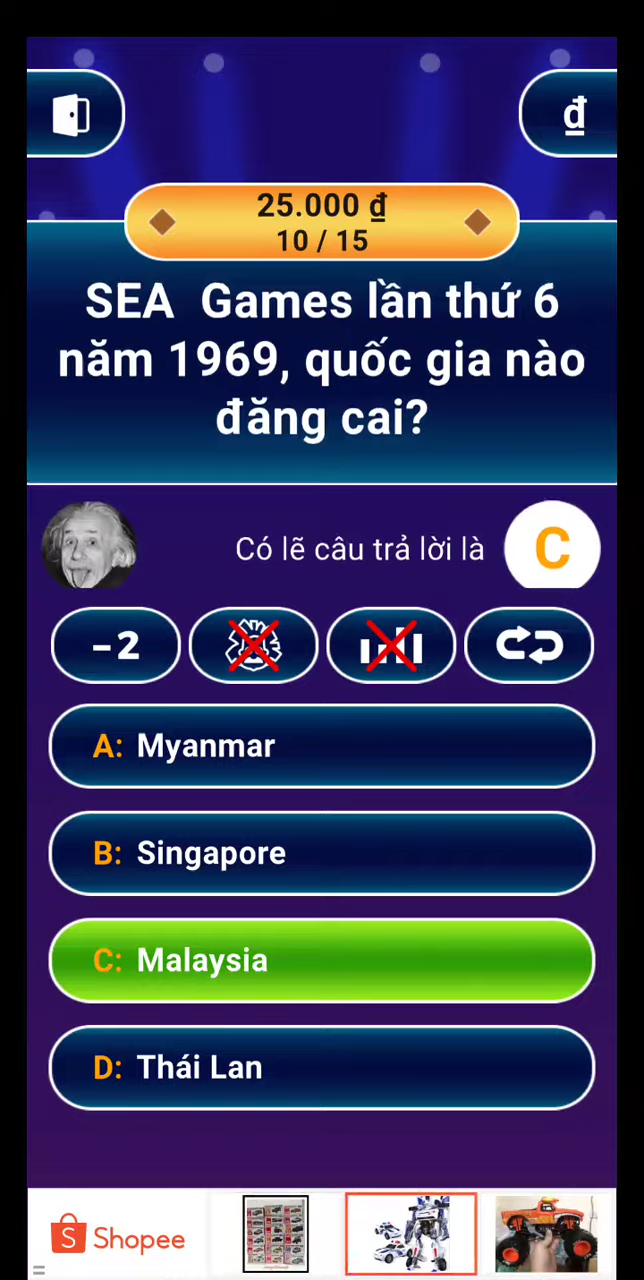 đ
25.000 đ
10 / 15
SEA Games lần thứ 6
năm 1969, quốc gia nào
đăng cai?
Có lẽ câu trả lời là
C
-2
A: Myanmar
B: Singapore
C: Malaysia
D: Thái Lan
S Shopee